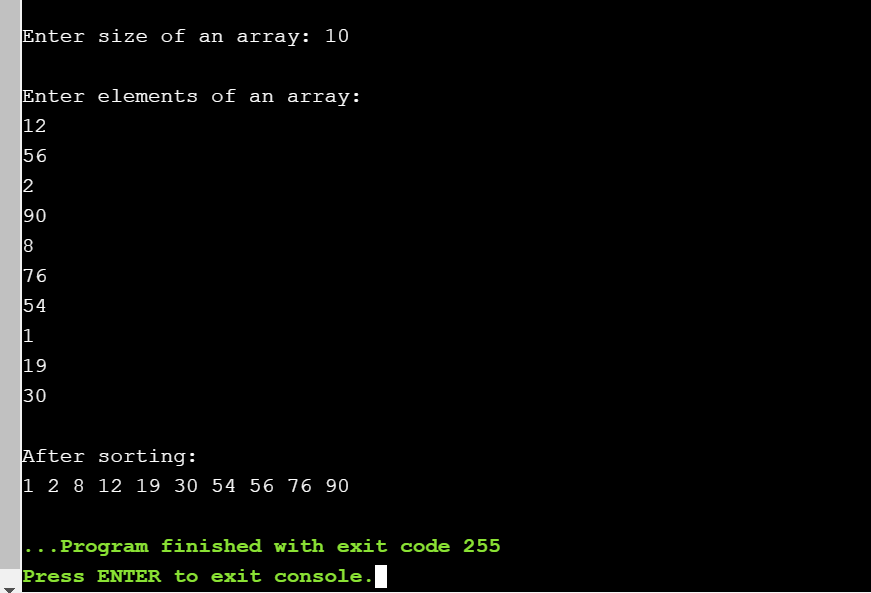 Enter size of an array: 10
Enter elements of an array:
12
56
2
90
8
76
54
1
19
30
After sorting:
1 2 8 12 19 30 54 56 76 90
...Program finished with exit code 255
Press ENTER to exit console.